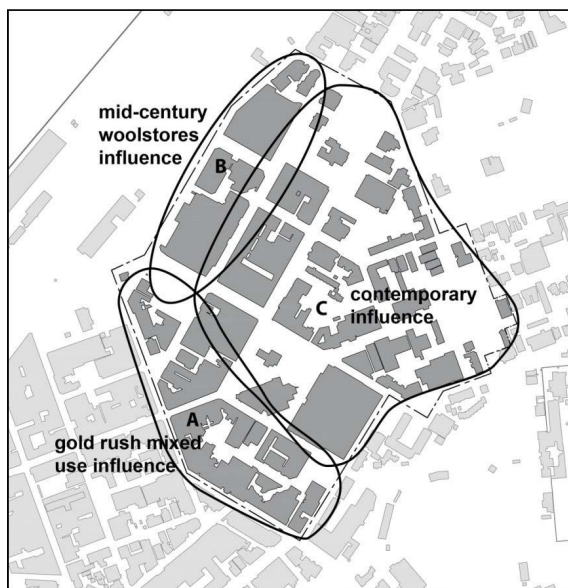 mid-century
woolstores
influence
B
C
contemporary
influence
A
gold rush mixed
use influence